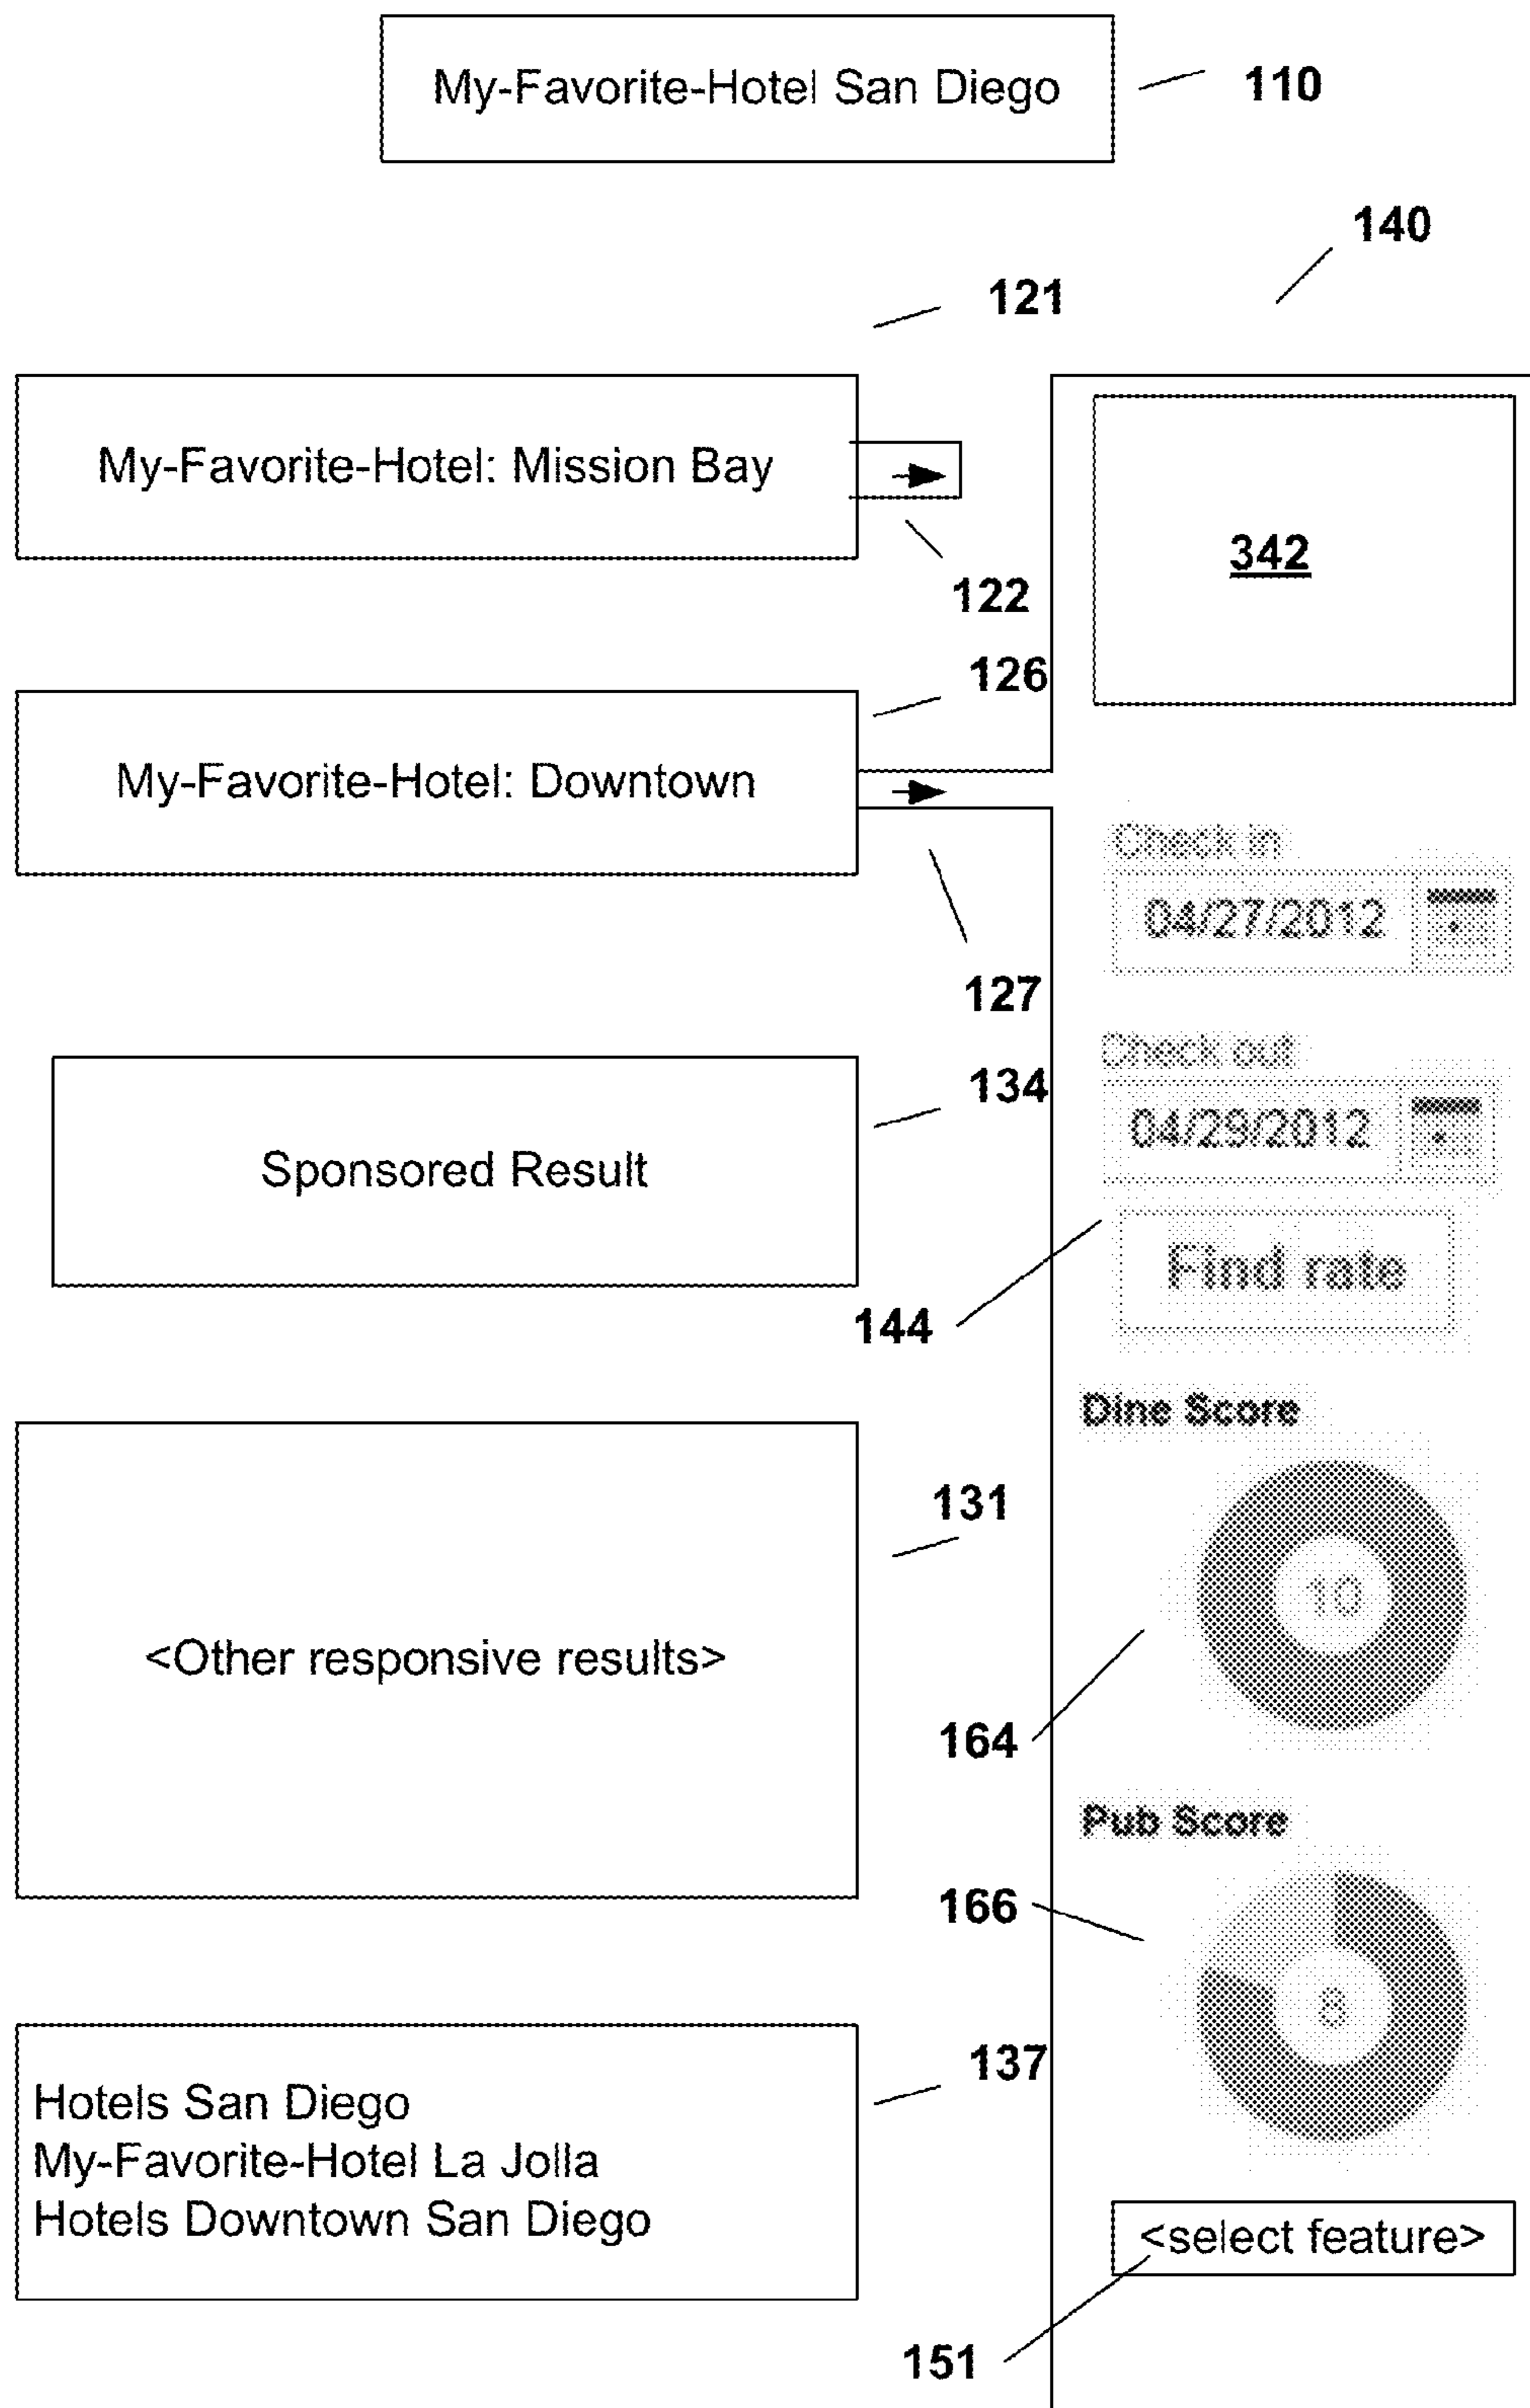 My-Favorite-Hotel San Diego
110
140
121
My-Favorite-Hotel: Mission Bay
342
122
126
My-Favorite-Hotel: Downtown
Check in
04/27/2012
127
Check out
134
04/29/2012
Sponsored Result
Find rate
144
Dine Score
131
10
<Other responsive results>
164
Pub Score
166
8
137
Hotels San Diego
My-Favorite-Hotel La Jolla
Hotels Downtown San Diego
<select feature>
151